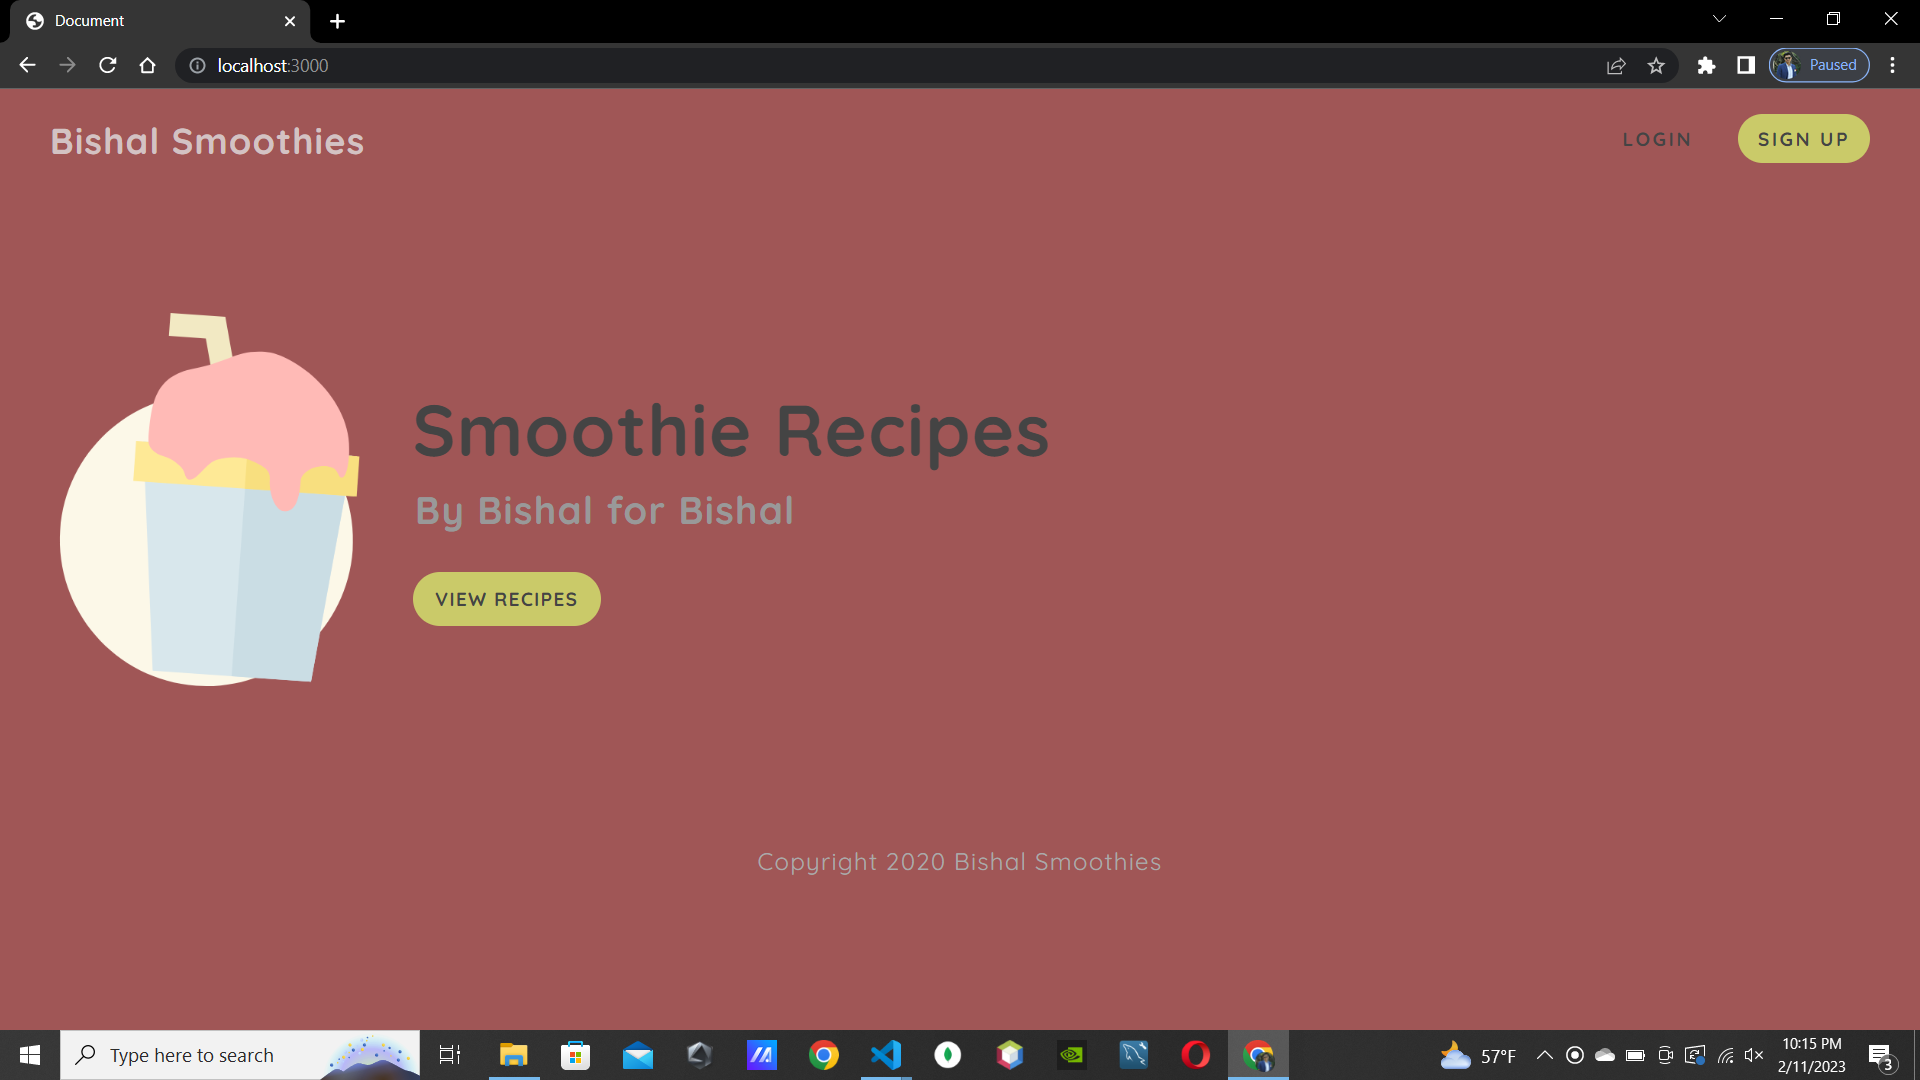 Document
localhost:3000
Paused
Bishal Smoothies
LOGIN
SIGN UP
Smoothie Recipes
By Bishal for Bishal
VIEW RECIPES
Copyright 2020 Bishal Smoothies
Type here to search
57°F
10:15 PM
2/11/2023
3